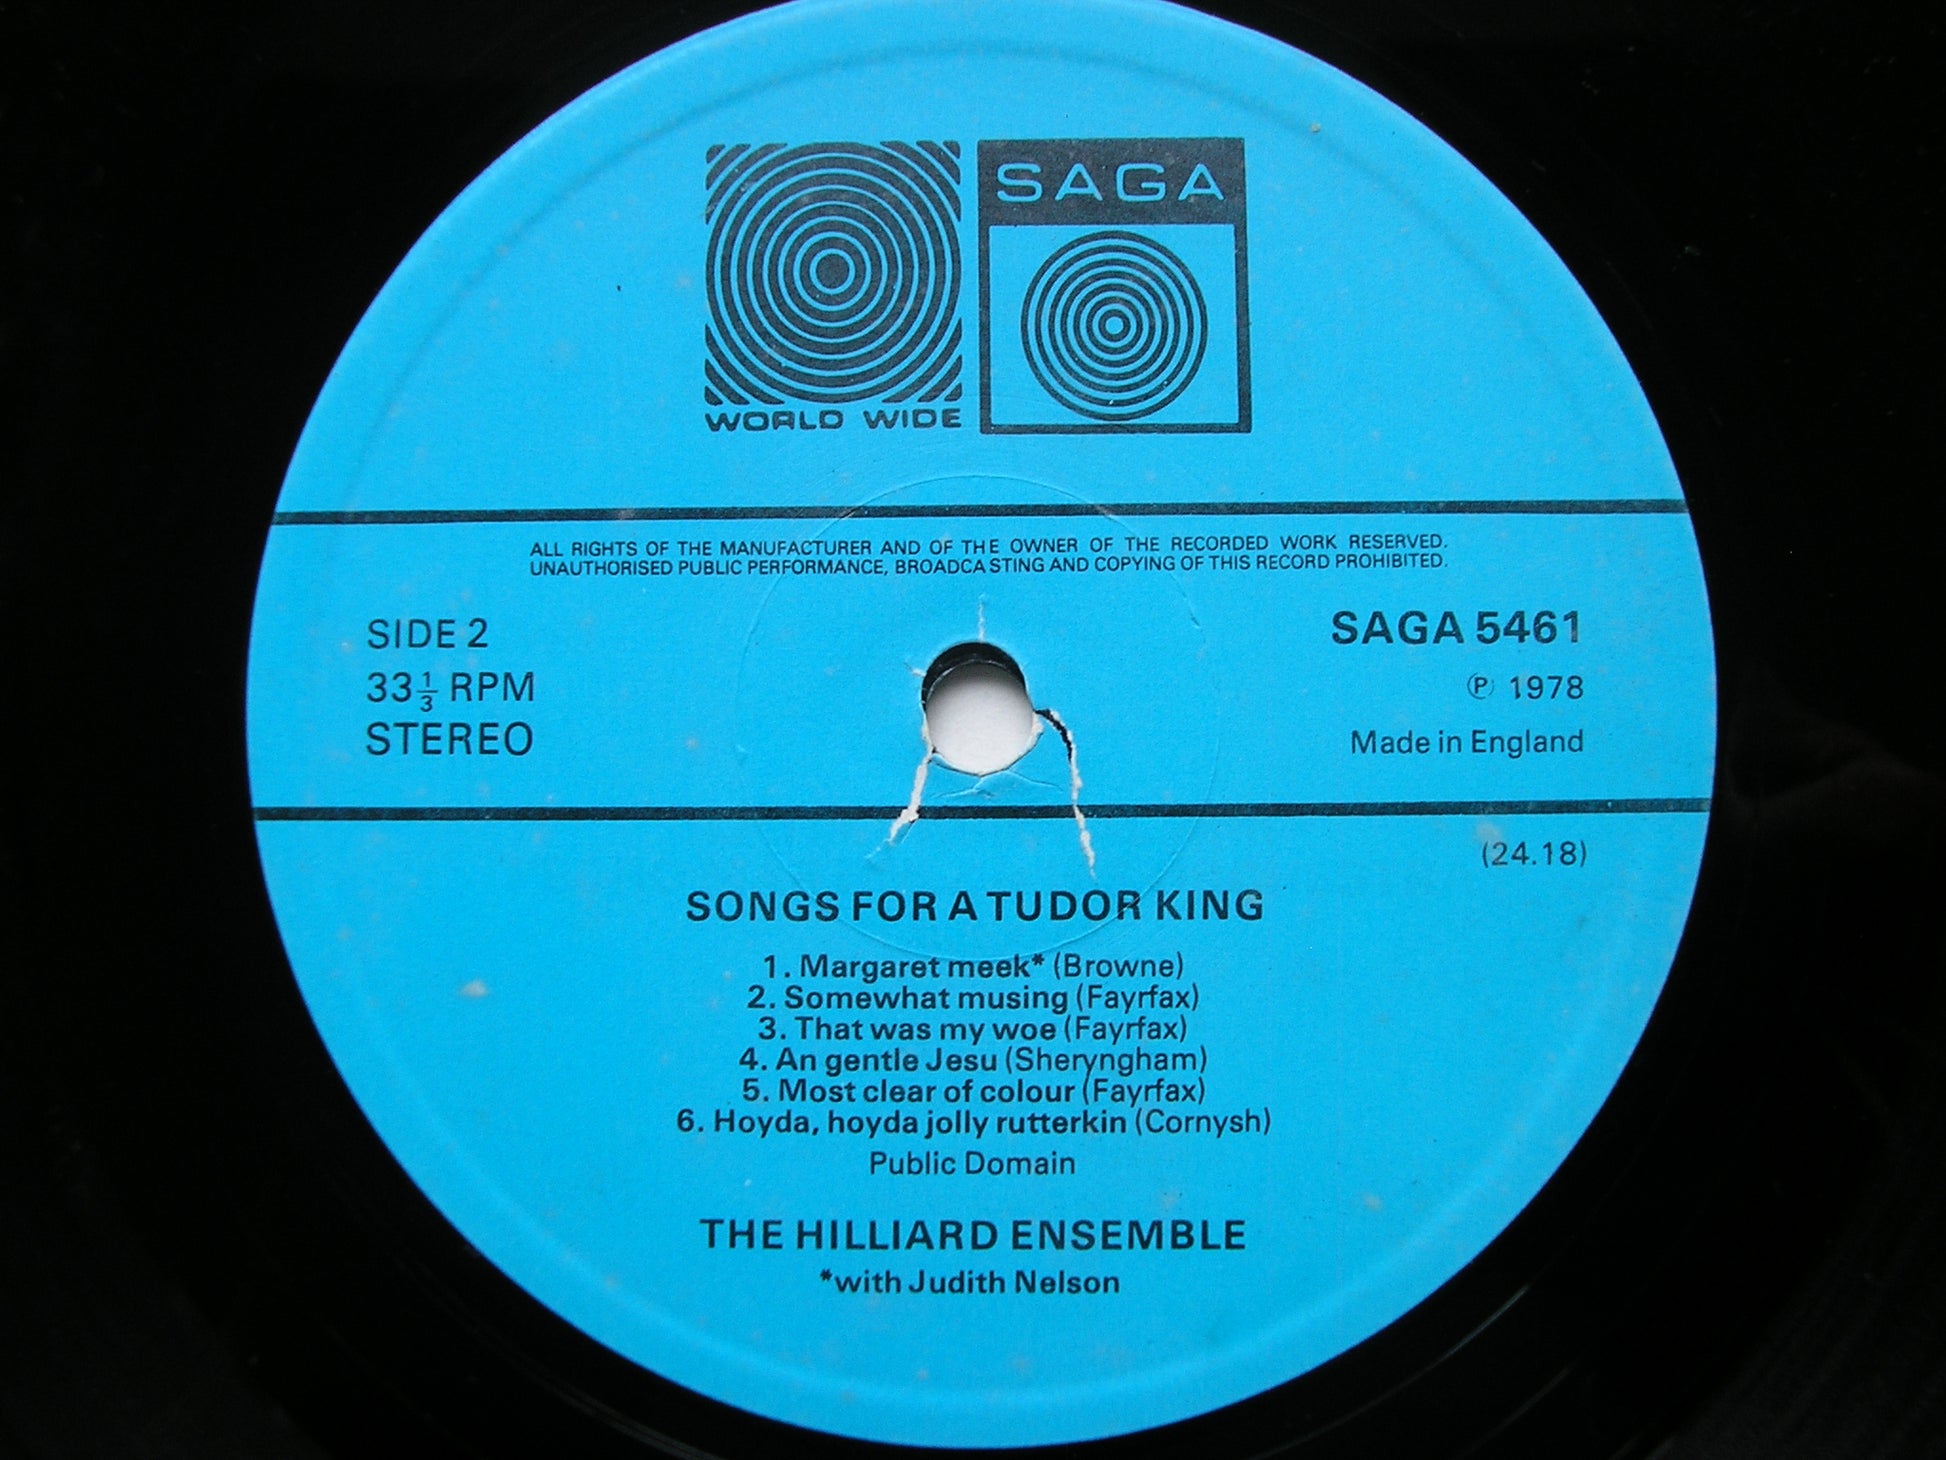 SAGA
WORLD WIDE
ALL RIGHTS OF THE MANUFACTURER AND OF THE OWNER OF THE RECORDED WORK RESERVED.
UNAUTHORISED PUBLIC PERFORMANCE, BROADCASTING AND COPYING OF THIS RECORD PROHIBITED.
SIDE 2
33⅓ RPM
STEREO
SAGA 5461
℗ 1978
Made in England
(24.18)
SONGS FOR A TUDOR KING
1. Margaret meek* (Browne)
2. Somewhat musing (Fayrfax)
3. That was my woe (Fayrfax)
4. An gentle Jesu (Sheryngham)
5. Most clear of colour (Fayrfax)
6. Hoyda, hoyda jolly rutterkin (Cornysh)
Public Domain
THE HILLIARD ENSEMBLE
*with Judith Nelson